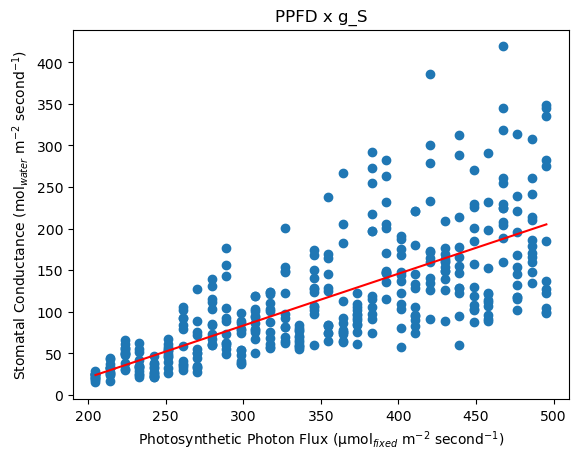 PPFD x g_S
Stomatal Conductance (mol_water m⁻² second⁻¹)
400
350
300
250
200
150
100
50
0
200 250 300 350 400 450 500
Photosynthetic Photon Flux (µmol_fixed m⁻² second⁻¹)